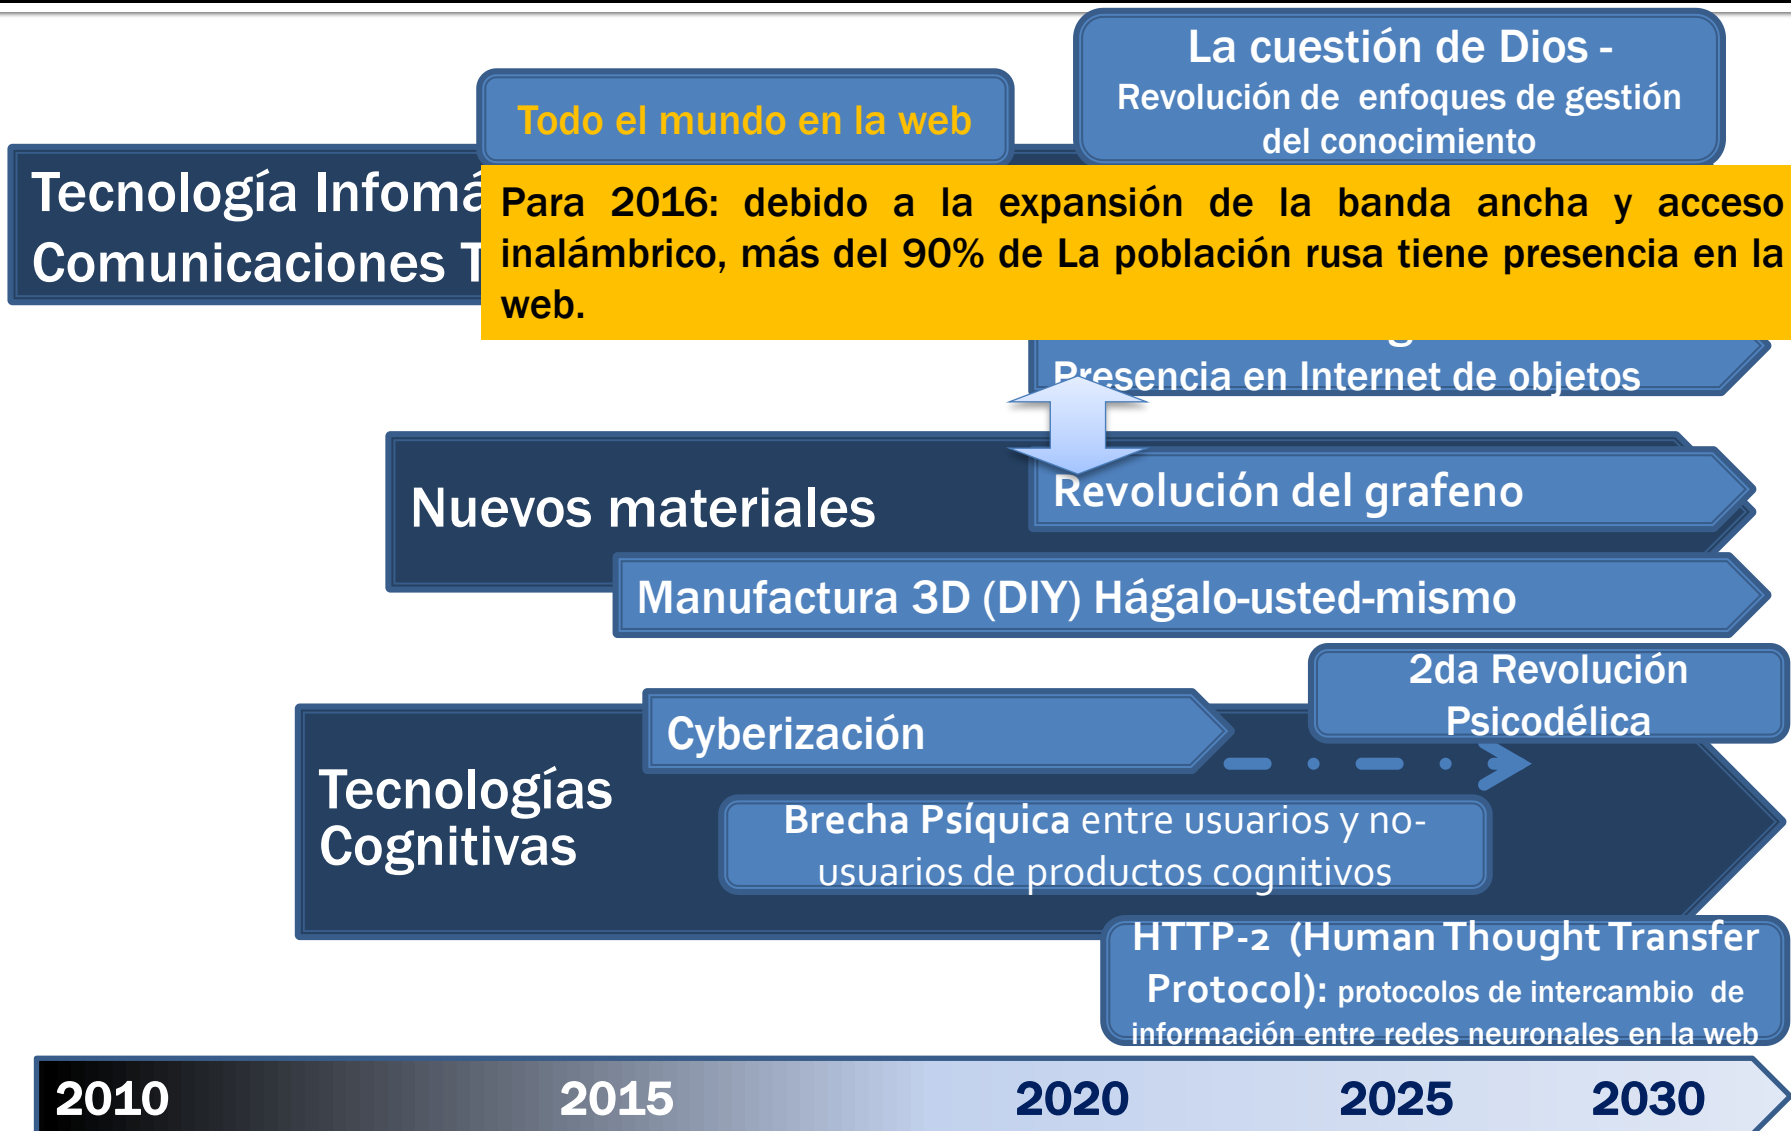 La cuestión de Dios -
Revolución de enfoques de gestión
del conocimiento
Todo el mundo en la web
Tecnología Infomá
Comunicaciones T
Para 2016: debido a la expansión de la banda ancha y acceso
inalámbrico, más del 90% de La población rusa tiene presencia en la
web.
Presencia en Internet de objetos
Nuevos materiales
Revolución del grafeno
Manufactura 3D (DIY) Hágalo-usted-mismo
2da Revolución
Psicodélica
Cyberización
Tecnologías
Cognitivas
Brecha Psíquica entre usuarios y no-
usuarios de productos cognitivos
HTTP-2 (Human Thought Transfer
Protocol): protocolos de intercambio de
información entre redes neuronales en la web
2010 2015 2020 2025 2030